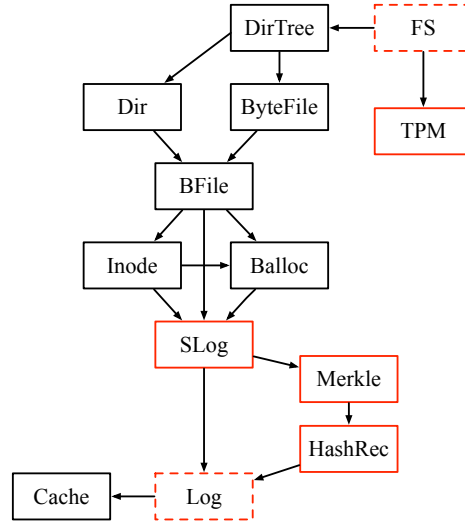 DirTree
FS
Dir
ByteFile
TPM
BFile
Inode
Balloc
SLog
Merkle
HashRec
Cache
Log